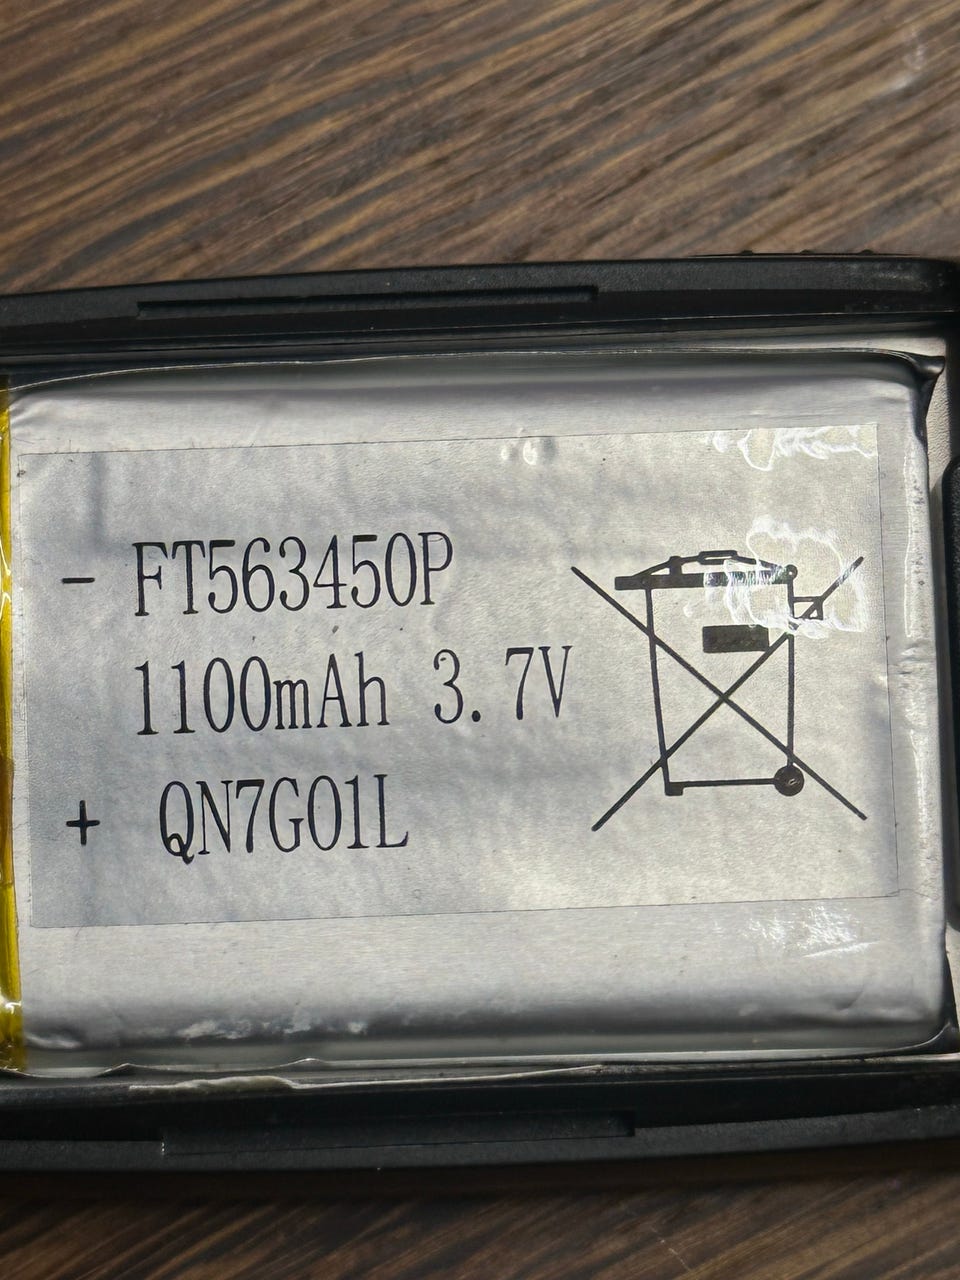 - FT563450P
1100mAh 3.7V
+ QN7G01L